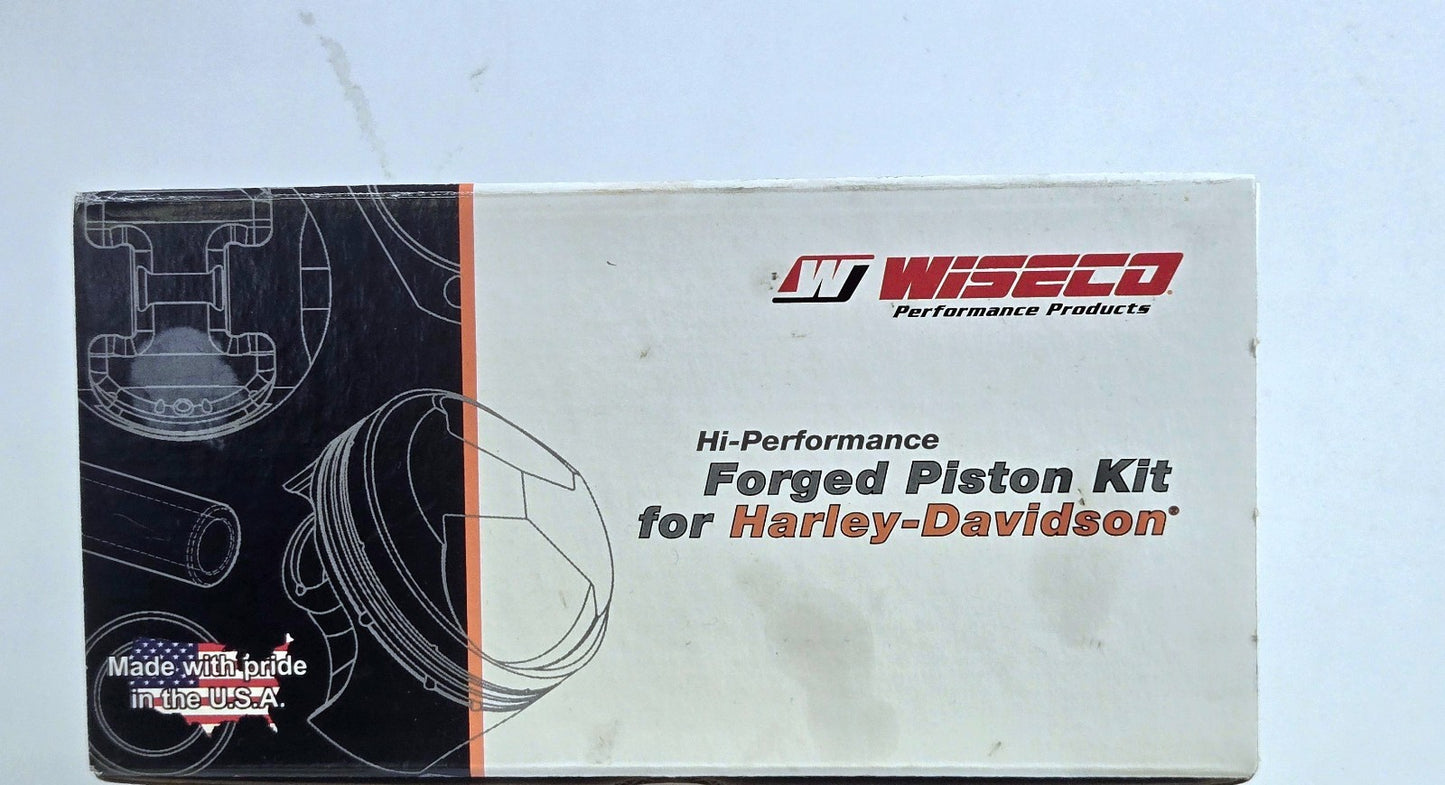 W WISECO
Performance Products
Hi-Performance
Forged Piston Kit
for Harley-Davidson®
Made with pride
in the U.S.A.